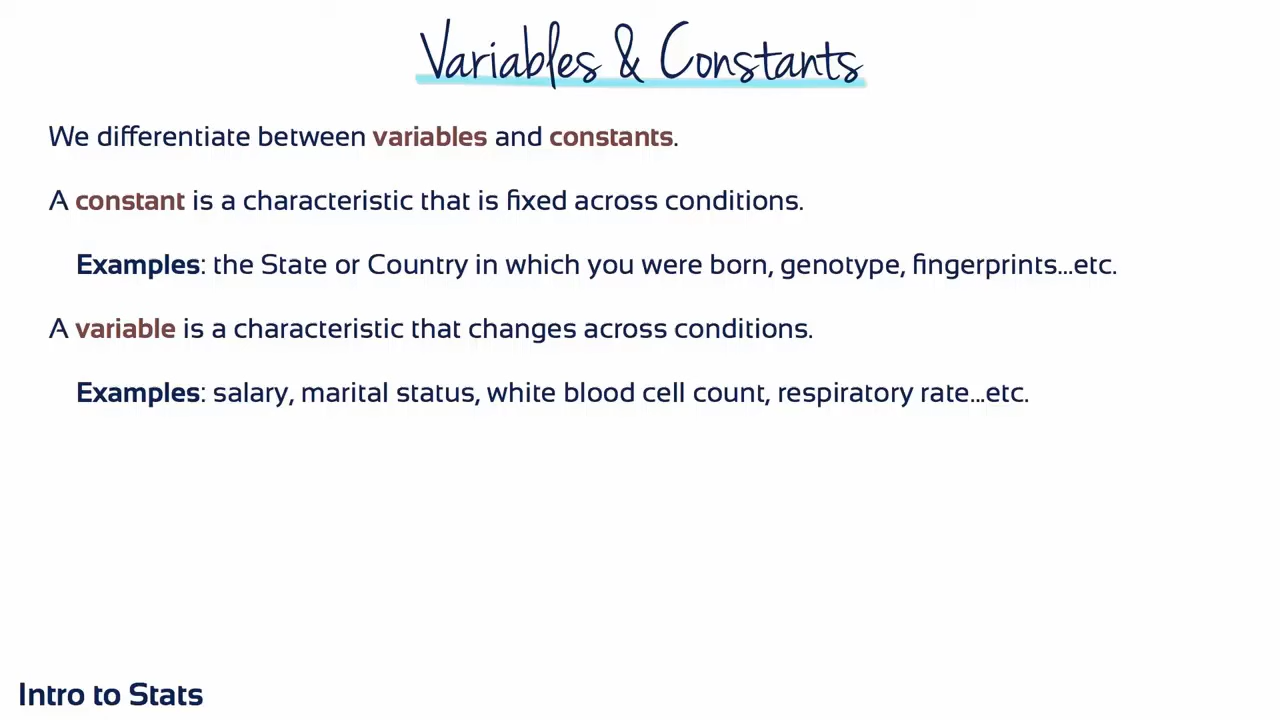 Variables & Constants
We differentiate between variables and constants.
A constant is a characteristic that is fixed across conditions.
Examples: the State or Country in which you were born, genotype, fingerprints...etc.
A variable is a characteristic that changes across conditions.
Examples: salary, marital status, white blood cell count, respiratory rate...etc.
Intro to Stats